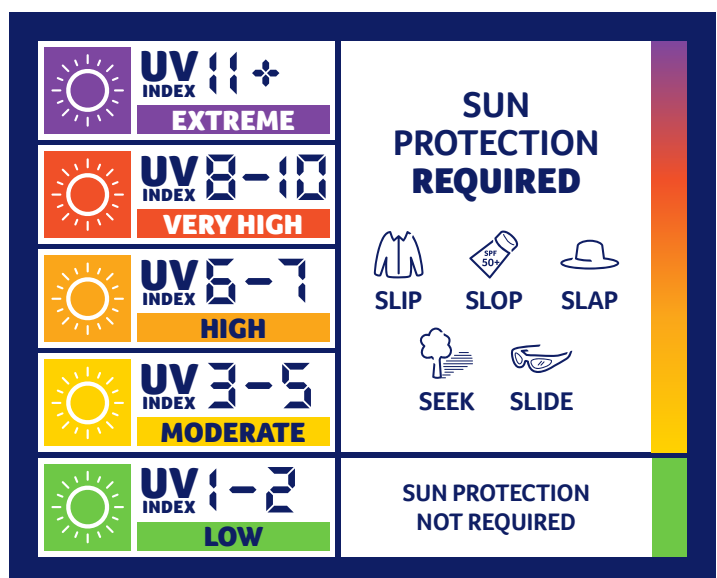 UV INDEX 11+
EXTREME
UV INDEX 8-10
VERY HIGH
UV INDEX 6-7
HIGH
UV INDEX 3-5
MODERATE
UV INDEX 1-2
LOW
SUN
PROTECTION
REQUIRED
SLIP
SPF
50+
SLOP
SLAP
SEEK
SLIDE
SUN PROTECTION
NOT REQUIRED